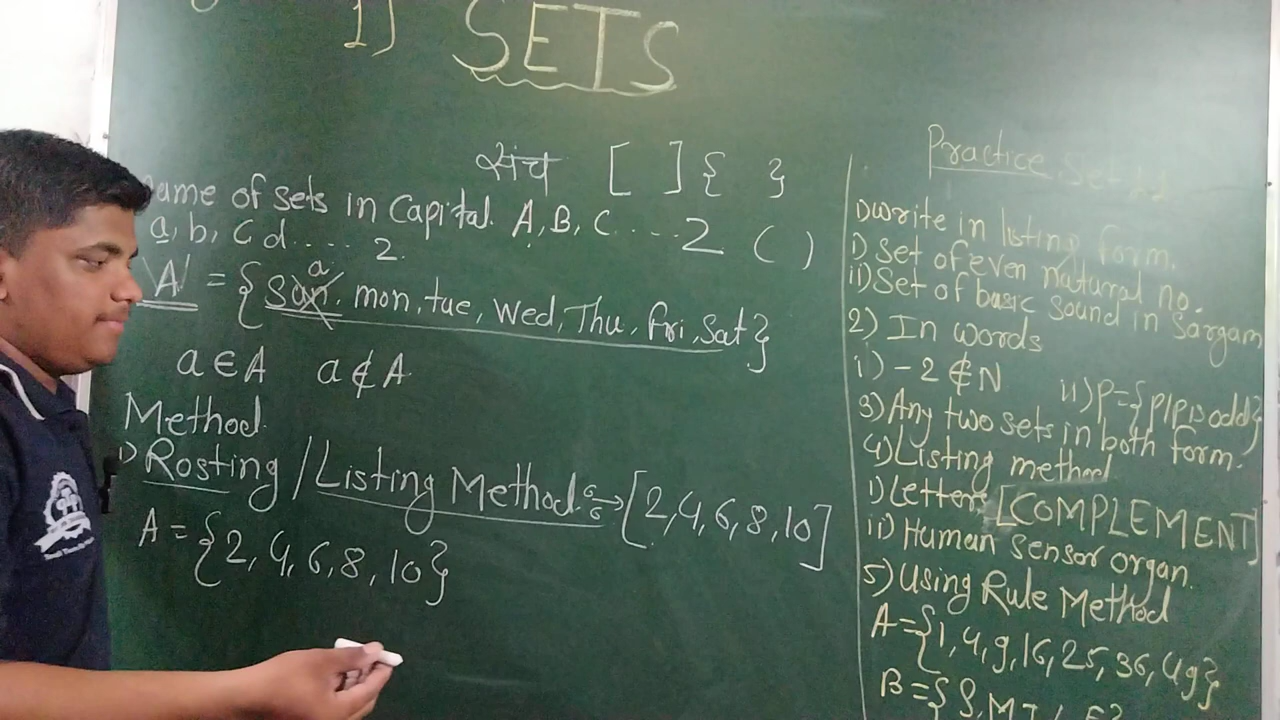 1) SETS
संच [ ] { }
name of sets in Capital. A, B, C .... Z ( )
a, b, c d ..... z.
A = { Sun. a mon, tue, Wed, Thu, fri, sat }
a ∈ A a ∉ A
Method.
1) Rosting / Listing Method. → [2, 4, 6, 8, 10]
A = {2, 4, 6, 8, 10}
Practice Set 1.1
1) write in listing form.
i) set of even natural no.
ii) Set of basic sound in Sargam
2) In words
i) -2 ∉ N ii) P = {P/P is odd}
3) Any two sets in both form.
4) Listing method
i) Letters [COMPLEMENT]
ii) Human sensor organ.
5) Using Rule Method
A = {1, 4, 9, 16, 25, 36, 49}
B = {